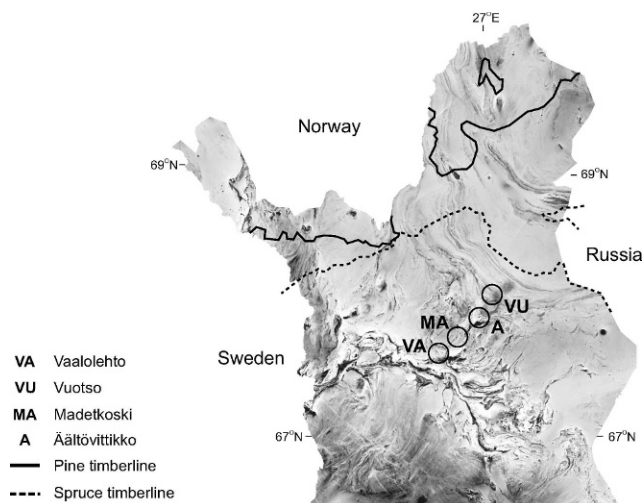 27°E
Norway
69°N
69°N
Russia
VU
A
MA
VA
Sweden
67°N
67°N
VA Vaalolehto
VU Vuotso
MA Madetkoski
A Äältövittikko
Pine timberline
Spruce timberline